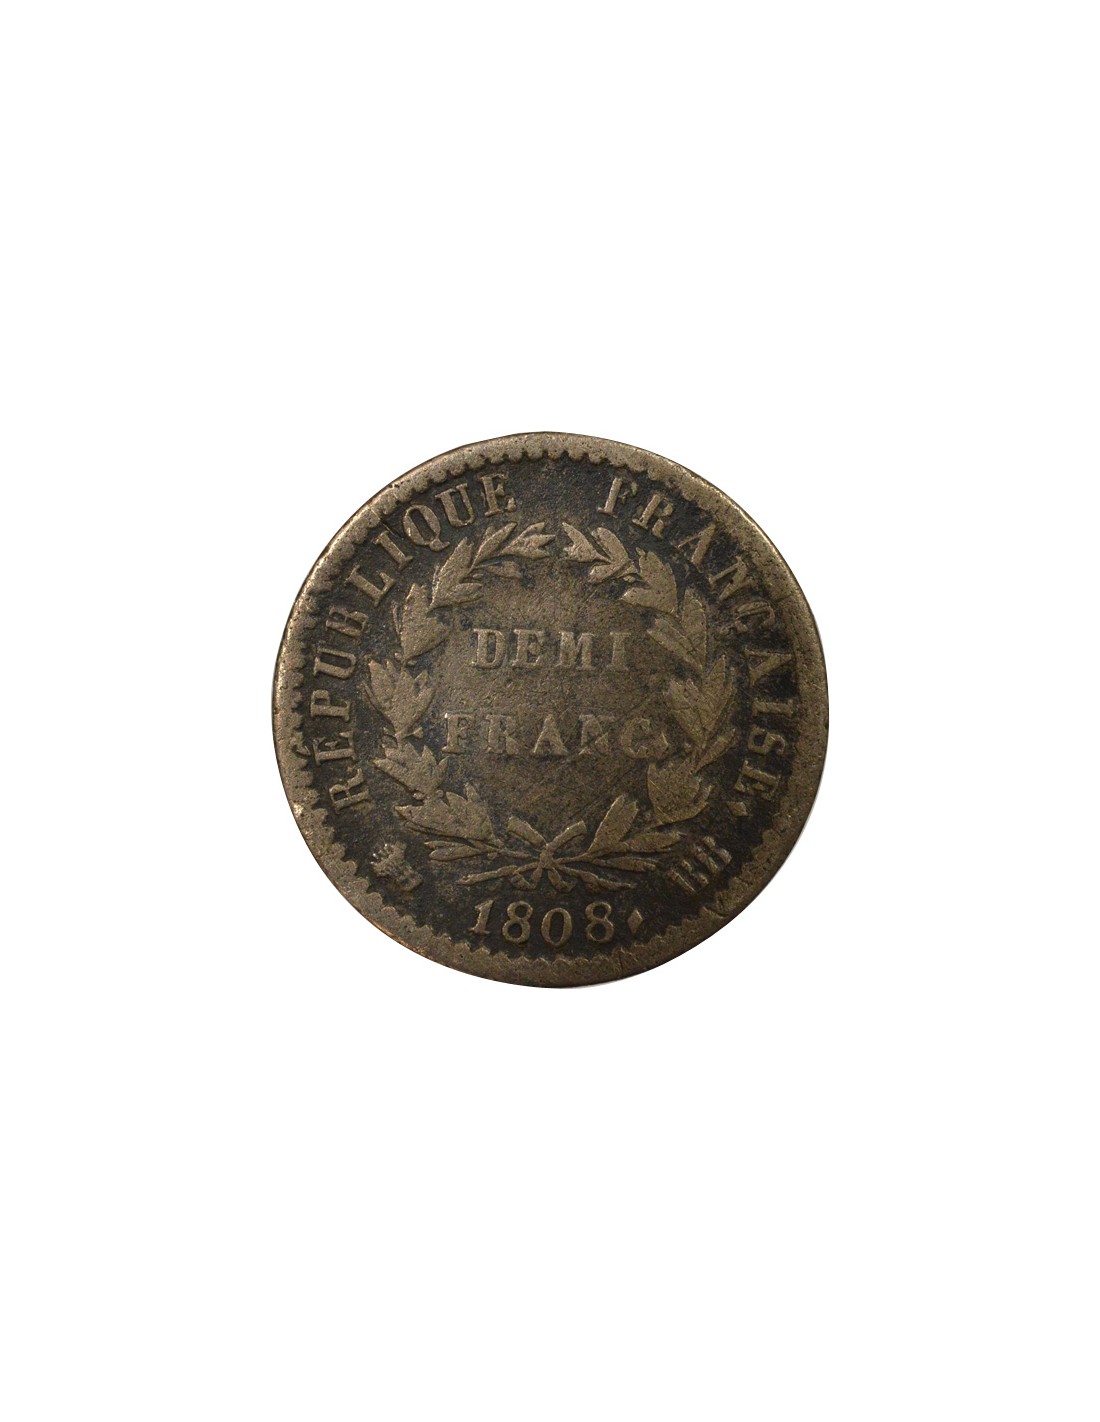 RÉPUBLIQUE FRANÇAISE.
DEMI
FRANC.
BB
1808